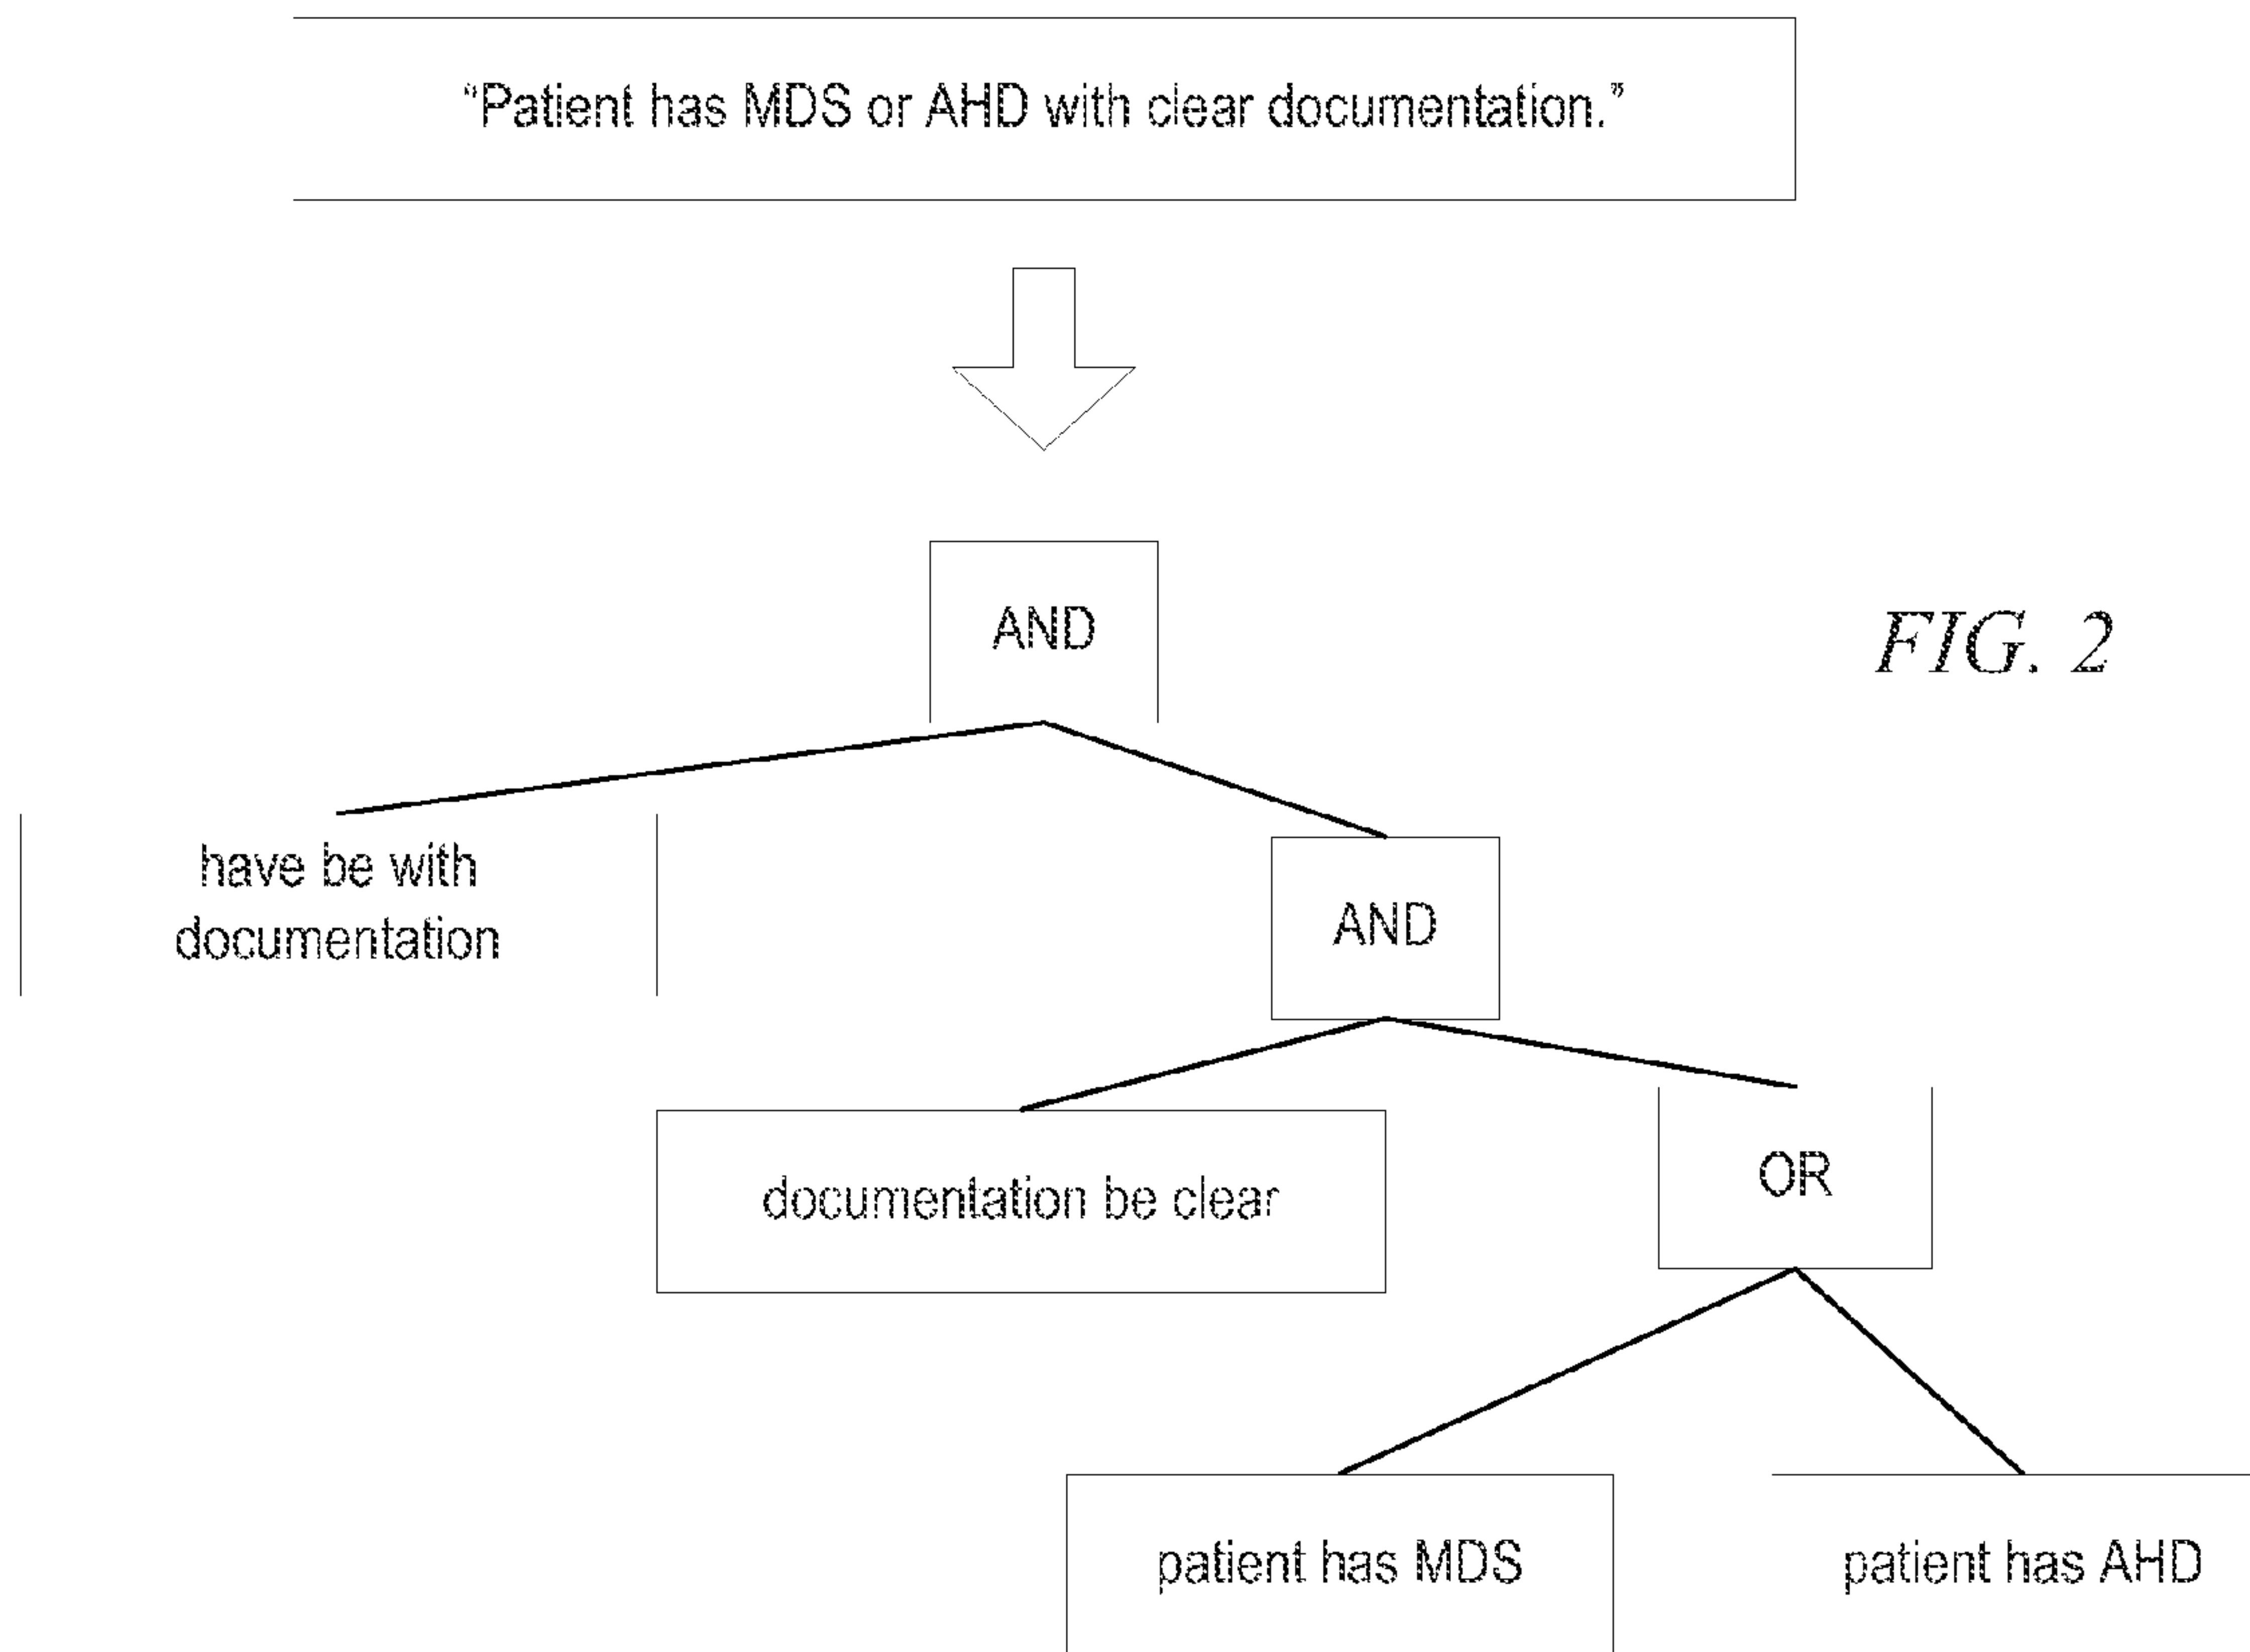 “Patient has MDS or AHD with clear documentation.”
AND
FIG. 2
have be with
documentation
AND
documentation be clear
OR
patient has MDS
patient has AHD